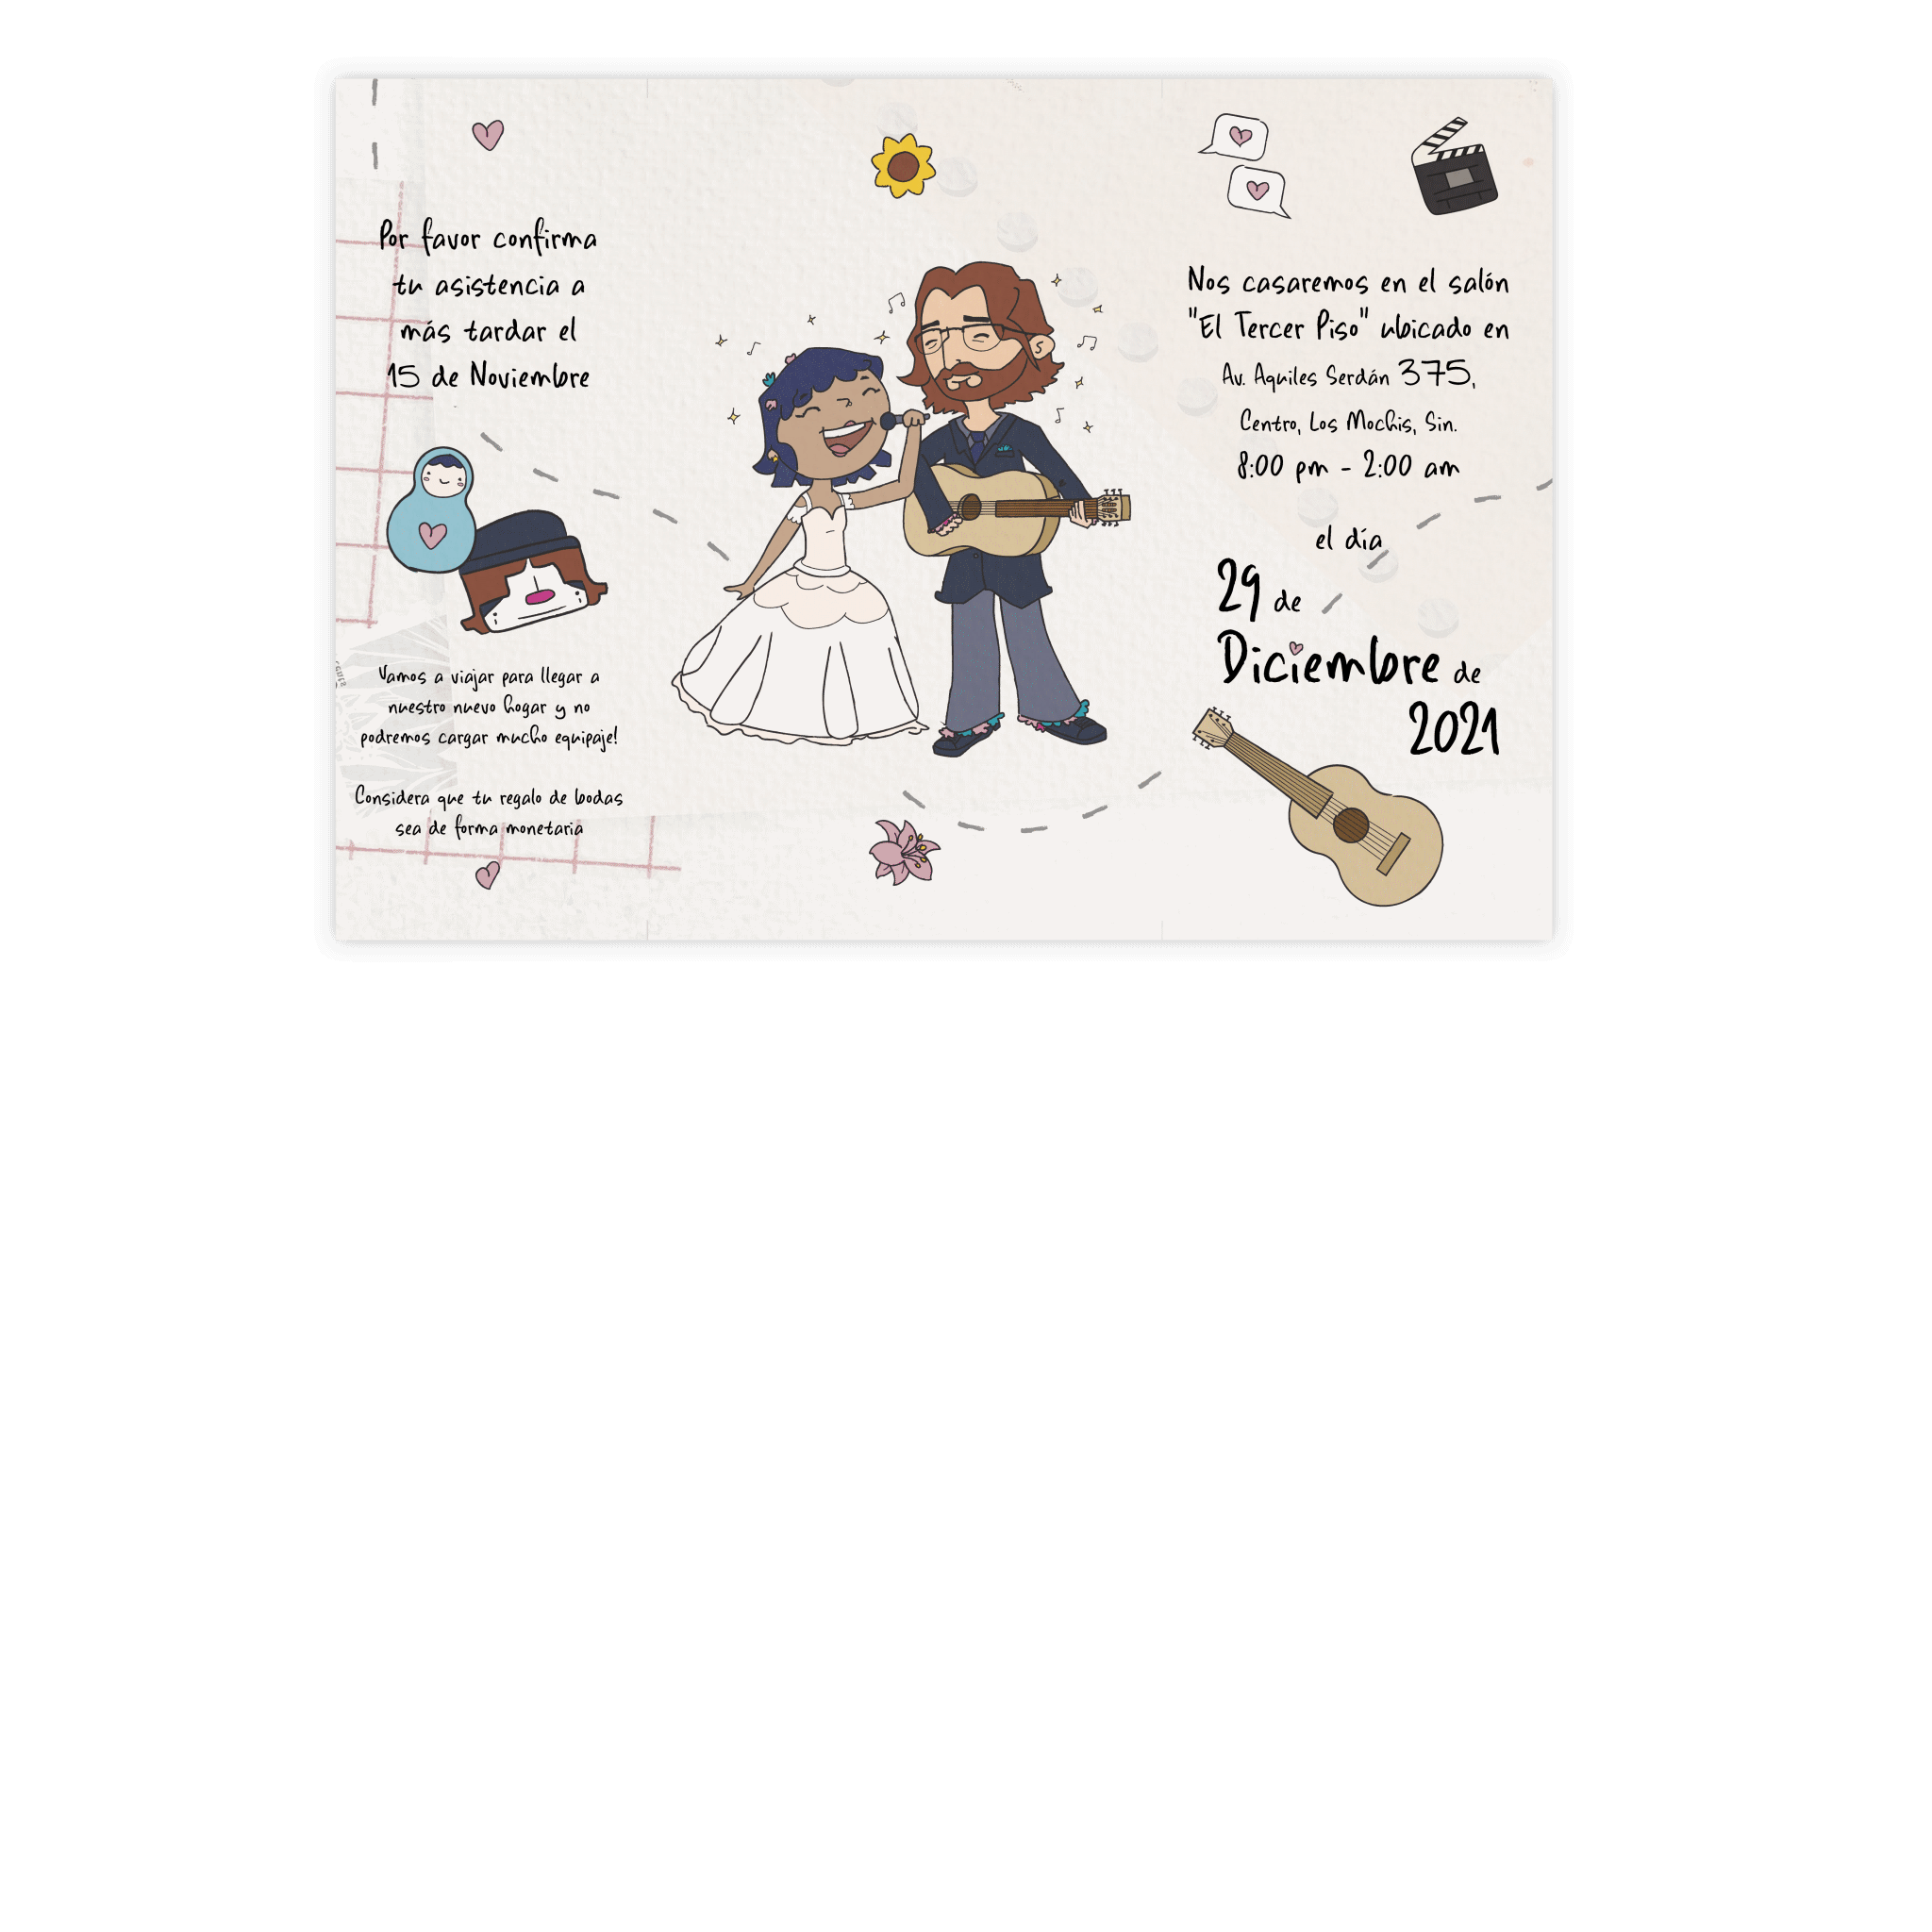 Por favor confirma
tu asistencia a
más tardar el
15 de Noviembre
Vamos a viajar para llegar a
nuestro nuevo hogar y no
podremos cargar mucho equipaje!
Considera que tu regalo de bodas
sea de forma monetaria
Nos casaremos en el salón
"El Tercer Piso" ubicado en
Av. Aquiles Serdán 375,
Centro, Los Mochis, Sin.
8:00 pm - 2:00 am
el día
29 de
Diciembre de
2021